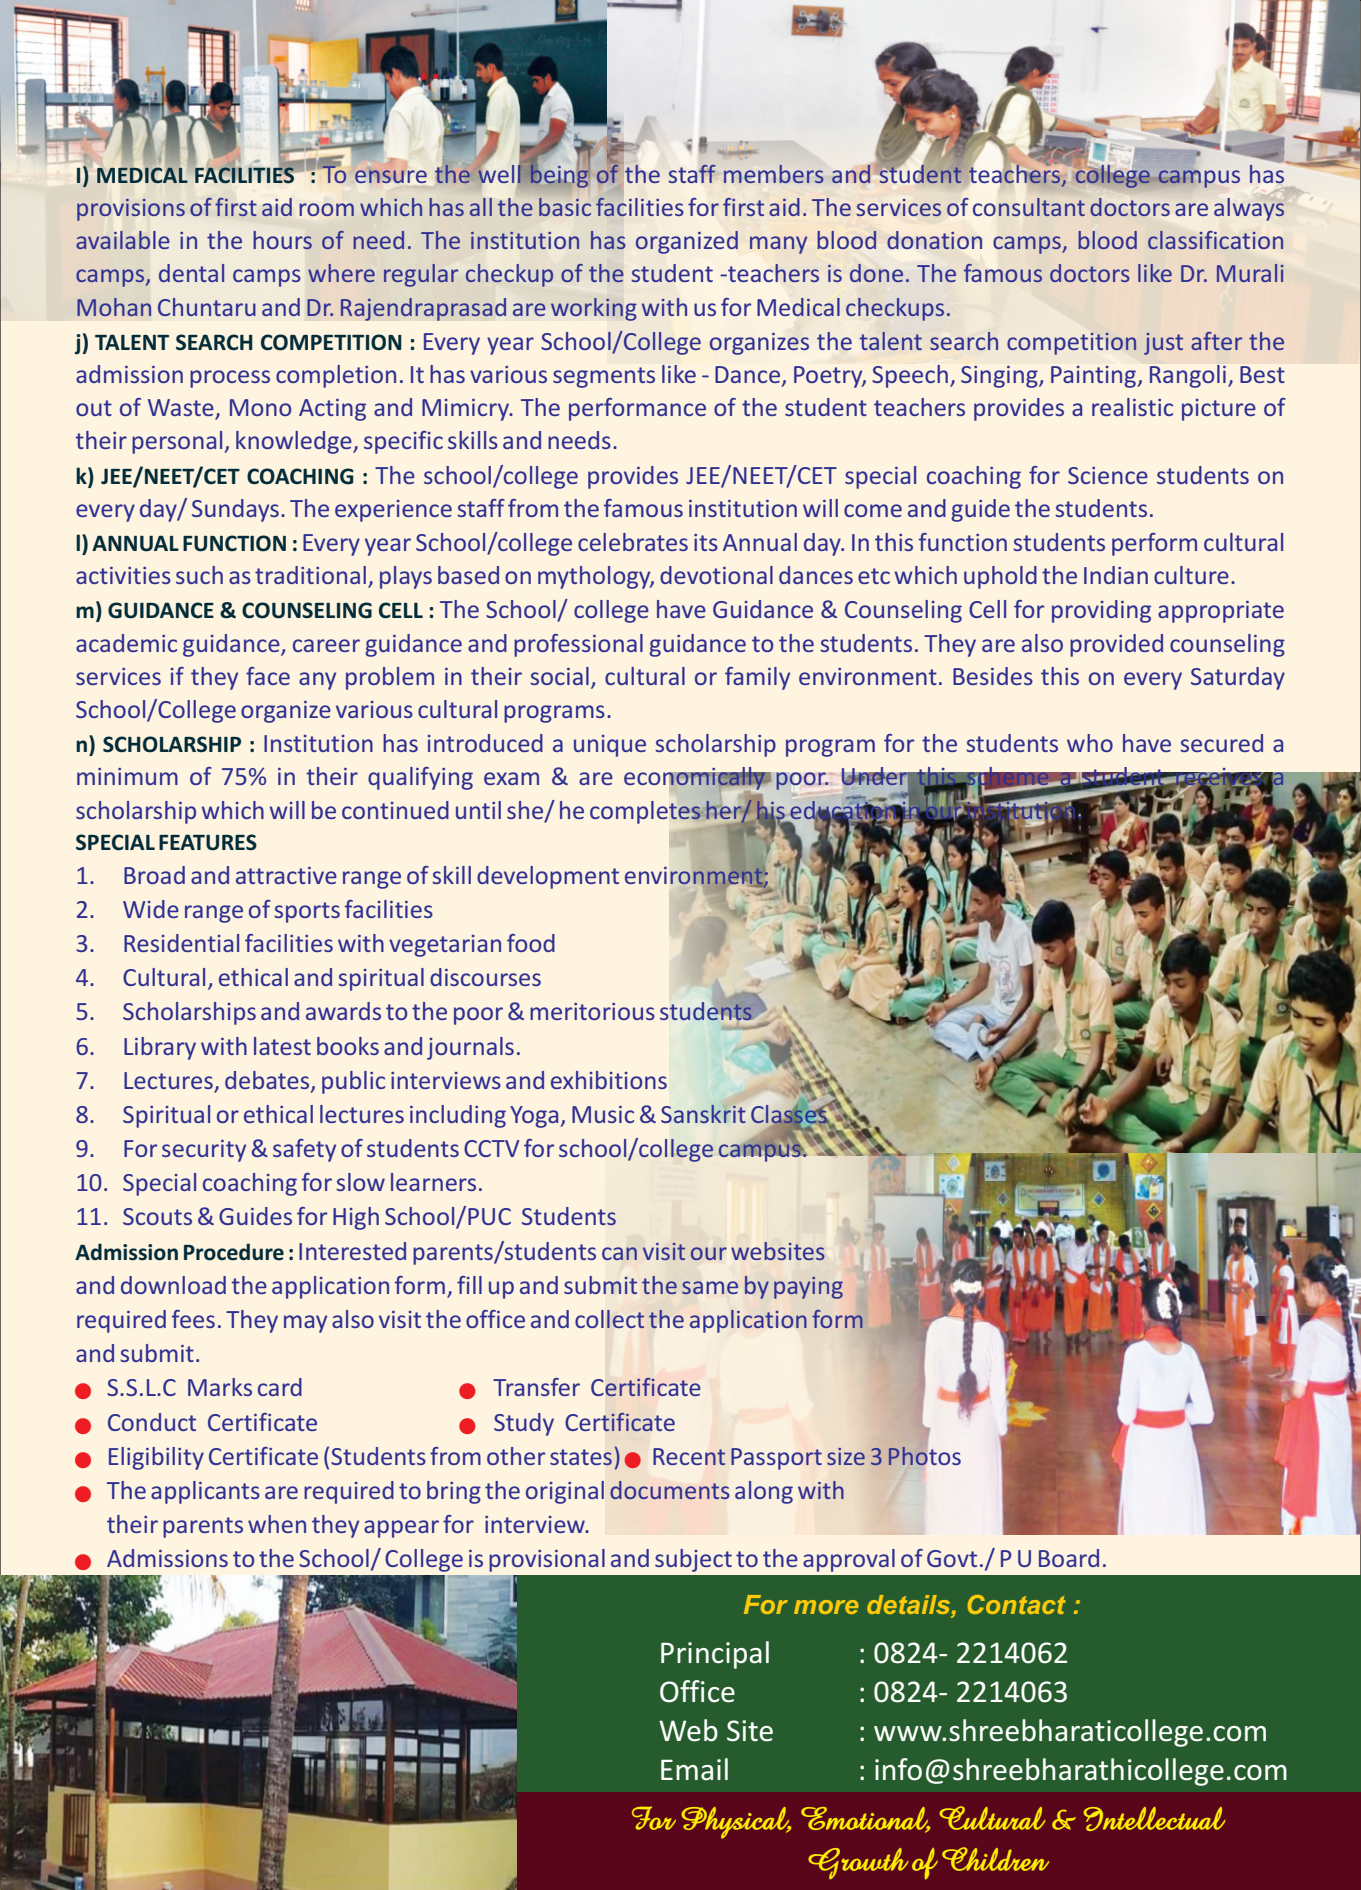 I) MEDICAL FACILITIES : To ensure the well being of the staff members and student teachers, college campus has
provisions of first aid room which has all the basic facilities for first aid. The services of consultant doctors are always
available in the hours of need. The institution has organized many blood donation camps, blood classification
camps, dental camps where regular checkup of the student -teachers is done. The famous doctors like Dr. Murali
Mohan Chuntaru and Dr. Rajendraprasad are working with us for Medical checkups.
j) TALENT SEARCH COMPETITION : Every year School/College organizes the talent search competition just after the
admission process completion. It has various segments like - Dance, Poetry, Speech, Singing, Painting, Rangoli, Best
out of Waste, Mono Acting and Mimicry. The performance of the student teachers provides a realistic picture of
their personal, knowledge, specific skills and needs.
k) JEE/NEET/CET COACHING : The school/college provides JEE/NEET/CET special coaching for Science students on
every day/ Sundays. The experience staff from the famous institution will come and guide the students.
l) ANNUAL FUNCTION : Every year School/college celebrates its Annual day. In this function students perform cultural
activities such as traditional, plays based on mythology, devotional dances etc which uphold the Indian culture.
m) GUIDANCE & COUNSELING CELL : The School/ college have Guidance & Counseling Cell for providing appropriate
academic guidance, career guidance and professional guidance to the students. They are also provided counseling
services if they face any problem in their social, cultural or family environment. Besides this on every Saturday
School/College organize various cultural programs.
n) SCHOLARSHIP : Institution has introduced a unique scholarship program for the students who have secured a
minimum of 75% in their qualifying exam & are economically poor. Under this scheme a student receives a
scholarship which will be continued until she/ he completes her/ his education in our institution.
SPECIAL FEATURES
1. Broad and attractive range of skill development environment;
2. Wide range of sports facilities
3. Residential facilities with vegetarian food
4. Cultural, ethical and spiritual discourses
5. Scholarships and awards to the poor & meritorious students
6. Library with latest books and journals.
7. Lectures, debates, public interviews and exhibitions
8. Spiritual or ethical lectures including Yoga, Music & Sanskrit Classes
9. For security & safety of students CCTV for school/college campus.
10. Special coaching for slow learners.
11. Scouts & Guides for High School/PUC Students
Admission Procedure : Interested parents/students can visit our websites
and download the application form, fill up and submit the same by paying
required fees. They may also visit the office and collect the application form
and submit.
● S.S.L.C Marks card ● Transfer Certificate
● Conduct Certificate ● Study Certificate
● Eligibility Certificate (Students from other states) ● Recent Passport size 3 Photos
● The applicants are required to bring the original documents along with
their parents when they appear for interview.
● Admissions to the School/ College is provisional and subject to the approval of Govt./ P U Board.
For more details, Contact :
Principal : 0824- 2214062
Office : 0824- 2214063
Web Site : www.shreebharaticollege.com
Email : info@shreebharathicollege.com
For Physical, Emotional, Cultural & Intellectual
Growth of Children